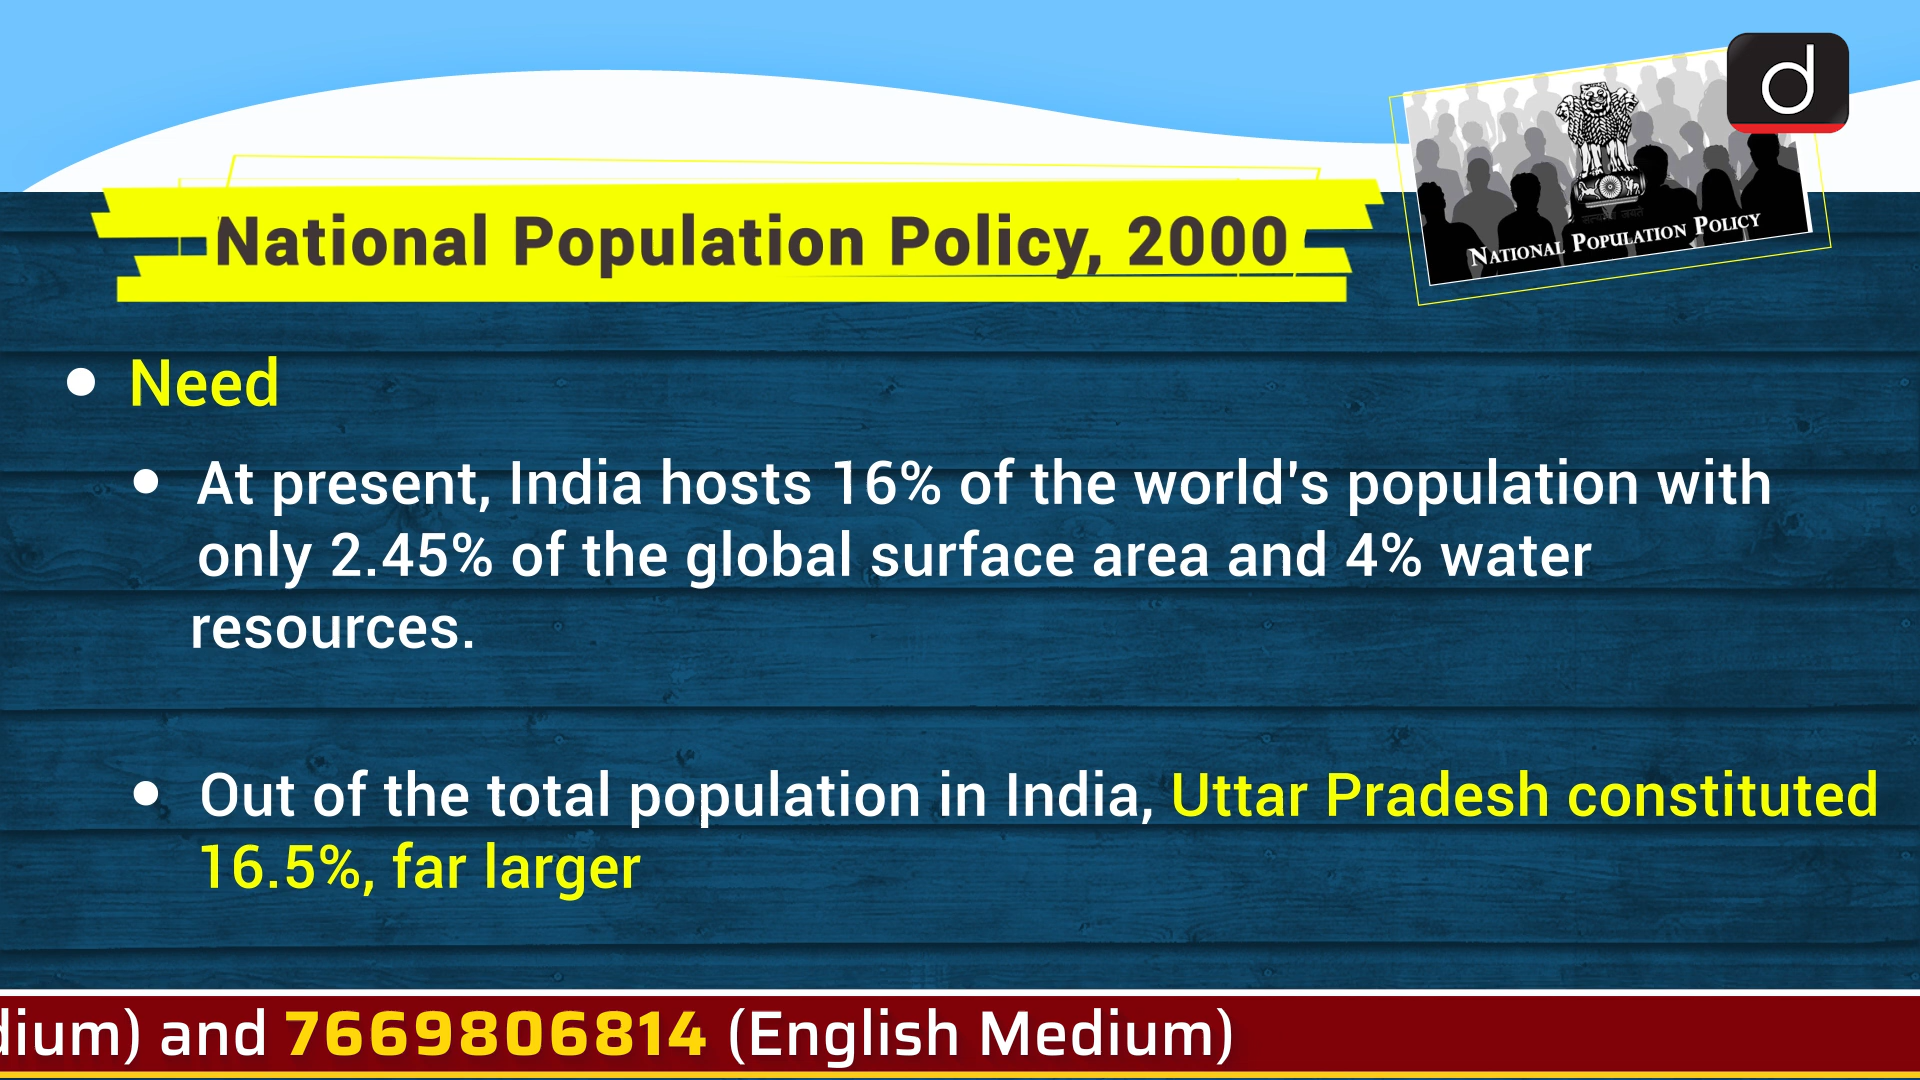 d
National Population Policy, 2000
National Population Policy
• Need
• At present, India hosts 16% of the world's population with
only 2.45% of the global surface area and 4% water
resources.
• Out of the total population in India, Uttar Pradesh constituted
16.5%, far larger
dium) and 7669806814 (English Medium)